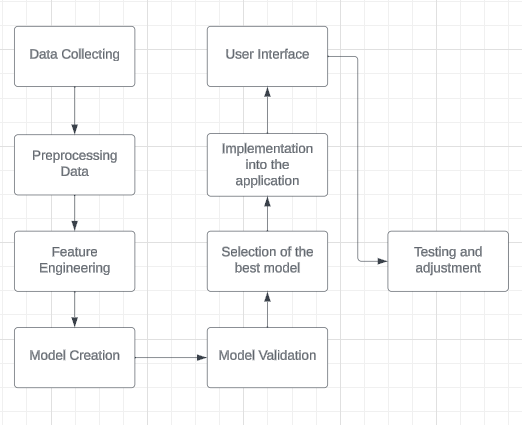 Data Collecting
Preprocessing
Data
Feature
Engineering
Model Creation
Model Validation
Selection of the
best model
Implementation
into the
application
User Interface
Testing and
adjustment